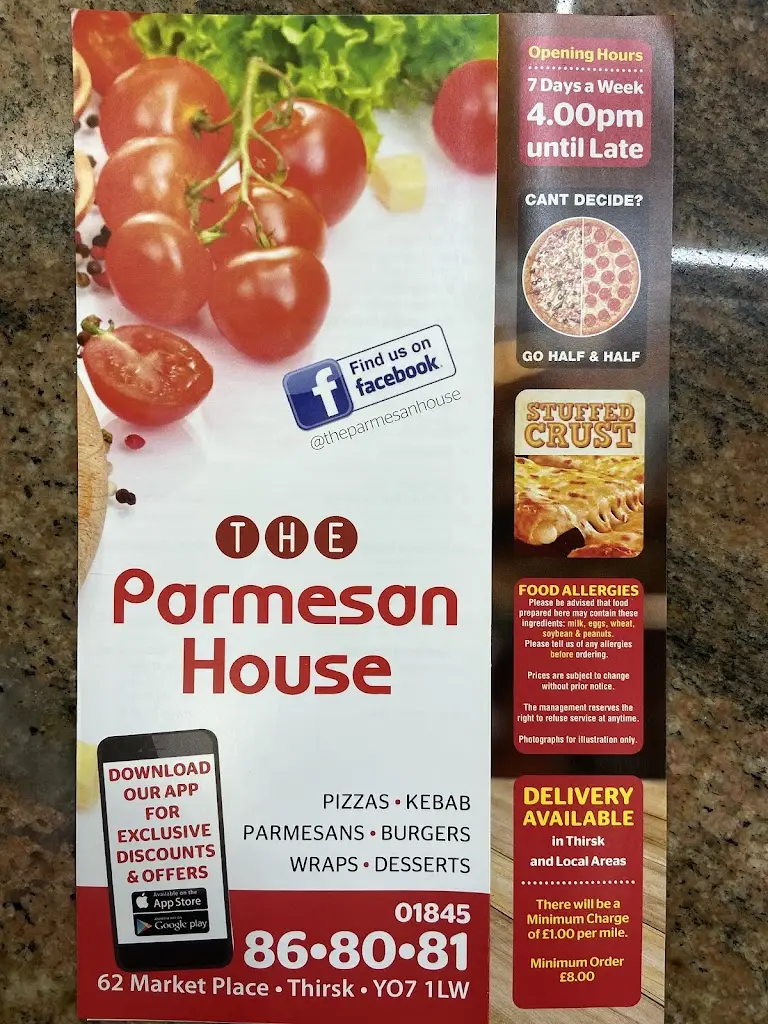 Find us on
facebook.
@theparmesanhouse
THE
Parmesan
House
DOWNLOAD
OUR APP
FOR
EXCLUSIVE
DISCOUNTS
& OFFERS
Available on the
App Store
Google play
PIZZAS • KEBAB
PARMESANS • BURGERS
WRAPS • DESSERTS
01845
86•80•81
62 Market Place • Thirsk • YO7 1LW
Opening Hours
7 Days a Week
4.00pm
until Late
CANT DECIDE?
GO HALF & HALF
STUFFED
CRUST
FOOD ALLERGIES
Please be advised that food
prepared here may contain these
ingredients: milk, eggs, wheat,
soybean & peanuts.
Please tell us of any allergies
before ordering.
Prices are subject to change
without prior notice.
The management reserves the
right to refuse service at anytime.
Photographs for illustration only.
DELIVERY
AVAILABLE
in Thirsk
and Local Areas
There will be a
Minimum Charge
of £1.00 per mile.
Minimum Order
£8.00